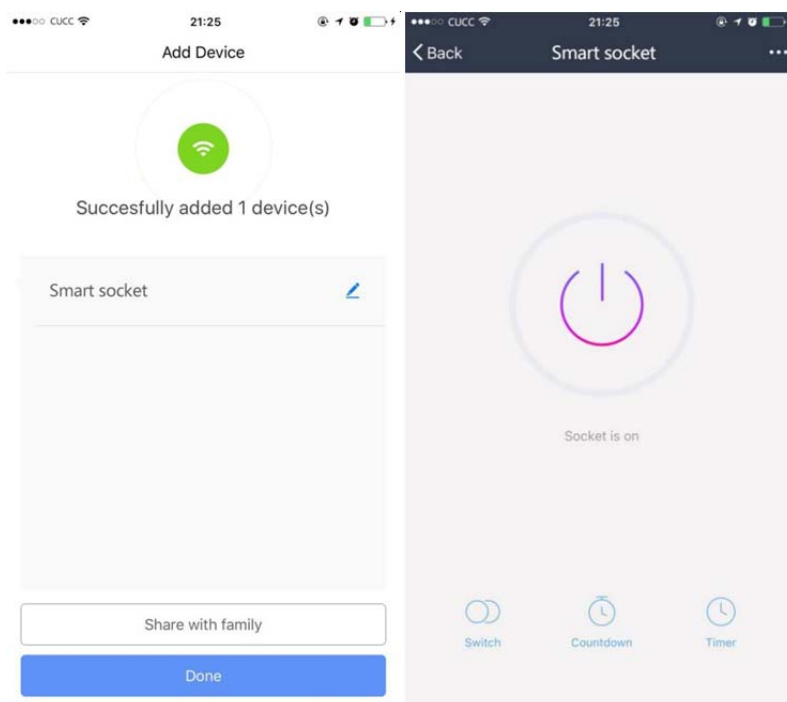 CUCC
21:25
Add Device
Succesfully added 1 device(s)
Smart socket
Share with family
Done
CUCC
21:25
Back
Smart socket
Socket is on
Switch
Countdown
Timer